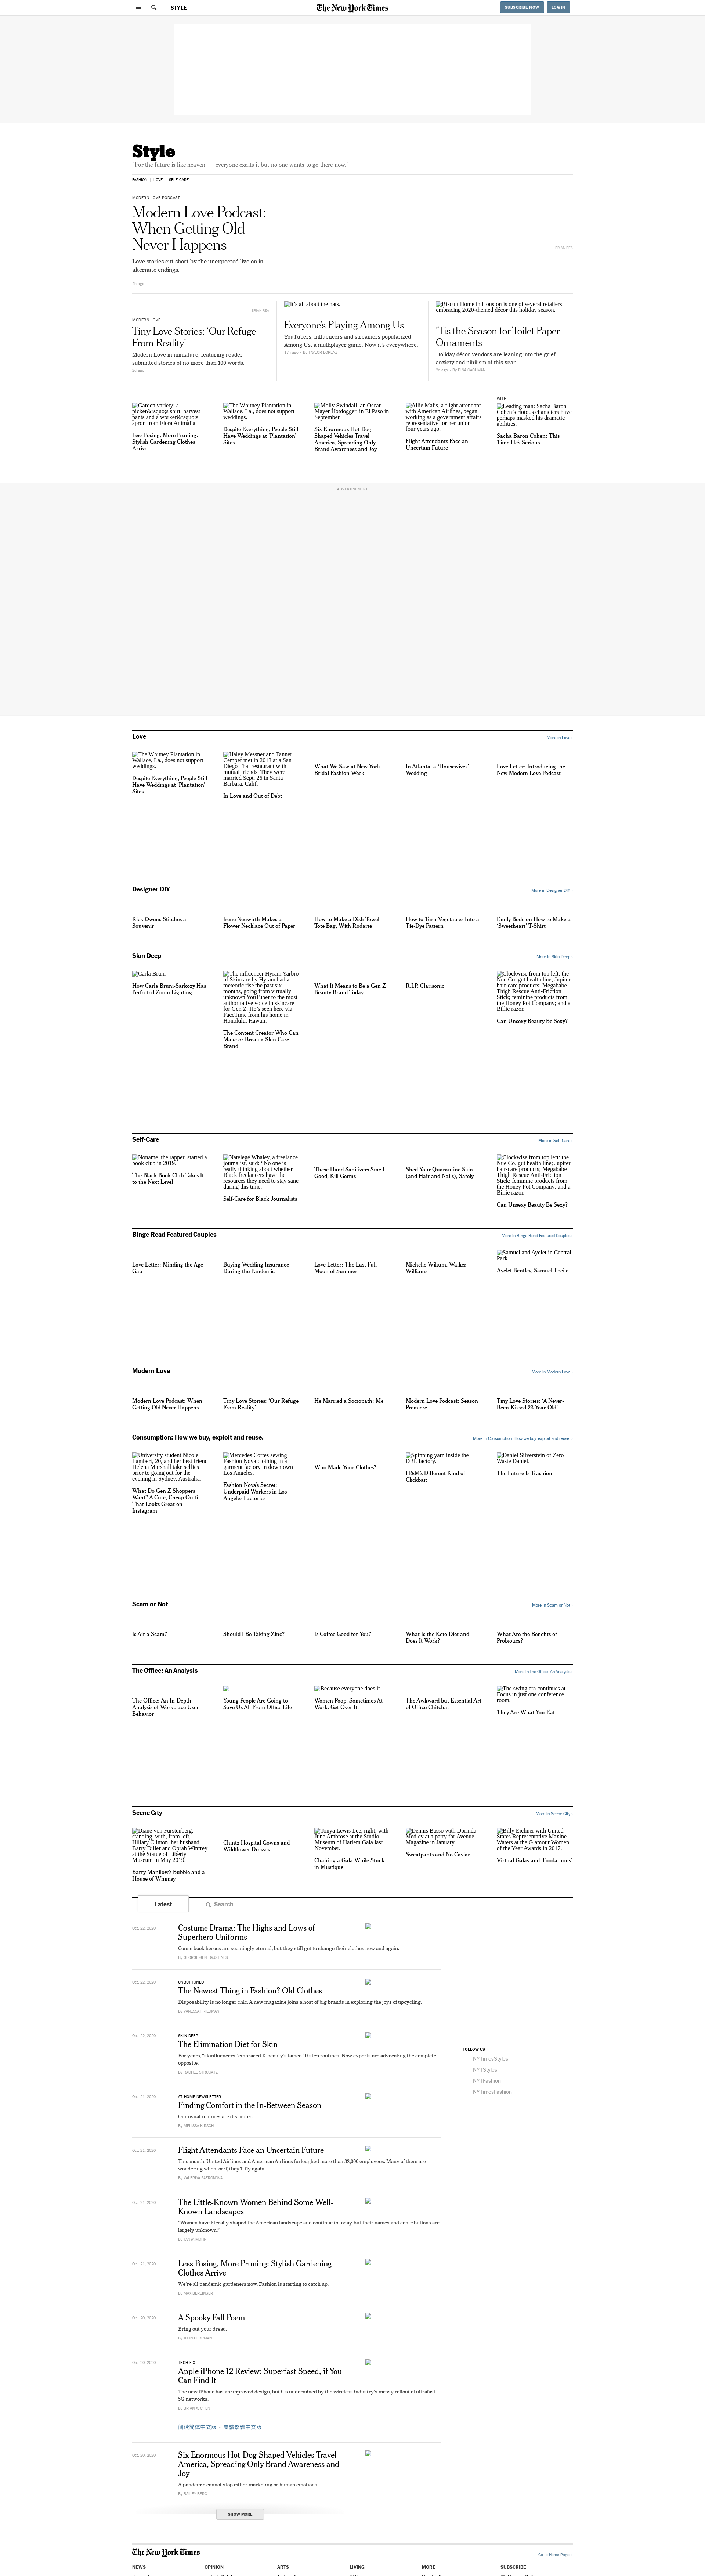 STYLE
The New York Times
SUBSCRIBE NOW
LOG IN
Style
"For the future is like heaven — everyone exalts it but no one wants to go there now."
FASHION
LOVE
SELF-CARE
MODERN LOVE PODCAST
Modern Love Podcast:
When Getting Old
Never Happens
Love stories cut short by the unexpected live on in
alternate endings.
4h ago
Brian Rea
Brian Rea
MODERN LOVE
Tiny Love Stories: ‘Our Refuge
From Reality’
Modern Love in miniature, featuring reader-
submitted stories of no more than 100 words.
2d ago
It’s all about the hats.
Everyone’s Playing Among Us
YouTubers, influencers and streamers popularized
Among Us, a multiplayer game. Now it’s everywhere.
17h ago · By TAYLOR LORENZ
Biscuit Home in Houston is one of several retailers
embracing 2020-themed décor this holiday season.
’Tis the Season for Toilet Paper
Ornaments
Holiday décor vendors are leaning into the grief,
anxiety and nihilism of this year.
2d ago · By GINA BACHMAN
Garden variety: a
picker&rsquo;s shirt, harvest
pants and a worker&rsquo;s
apron from Flora Animalia.
Less Posing, More Pruning:
Stylish Gardening Clothes
Arrive
The Whitney Plantation in
Wallace, La., does not support
weddings.
Despite Everything, People Still
Have Weddings at ‘Plantation’
Sites
Molly Swindall, an Oscar
Mayer Hotdogger, in El Paso in
September.
Six Enormous Hot-Dog-
Shaped Vehicles Travel
America, Spreading Only
Brand Awareness and Joy
Allie Malis, a flight attendant
with American Airlines, began
working as a government affairs
representative for her union
four years ago.
Flight Attendants Face an
Uncertain Future
WITH ...
Leading man: Sacha Baron
Cohen’s riotous characters have
perhaps masked his dramatic
abilities.
Sacha Baron Cohen: This
Time He’s Serious
ADVERTISEMENT
Love
More in Love ›
The Whitney Plantation in
Wallace, La., does not support
weddings.
Despite Everything, People Still
Have Weddings at ‘Plantation’
Sites
Haley Messner and Tanner
Cemper met in 2013 at a San
Diego Thai restaurant with
mutual friends. They were
married Sept. 26 in Santa
Barbara, Calif.
In Love and Out of Debt
What We Saw at New York
Bridal Fashion Week
In Atlanta, a ‘Housewives’
Wedding
Love Letter: Introducing the
New Modern Love Podcast
Designer DIY
More in Designer DIY ›
Rick Owens Stitches a
Souvenir
Irene Neuwirth Makes a
Flower Necklace Out of Paper
How to Make a Dish Towel
Tote Bag, With Rodarte
How to Turn Vegetables Into a
Tie-Dye Pattern
Emily Bode on How to Make a
‘Sweetheart’ T-Shirt
Skin Deep
More in Skin Deep ›
Carla Bruni
How Carla Bruni-Sarkozy Has
Perfected Zoom Lighting
The influencer Hyram Yarbro
of Skincare by Hyram had a
meteoric rise the past six
months, going from virtually
unknown YouTuber to the most
authoritative voice in skincare
for Gen Z. He’s seen here via
FaceTime from his home in
Honolulu, Hawaii.
The Content Creator Who Can
Make or Break a Skin Care
Brand
What It Means to Be a Gen Z
Beauty Brand Today
R.I.P. Clarisonic
Clockwise from top left: the
Nue Co. gut health line; Jupiter
hair-care products; Megababe
Thigh Rescue Anti-Friction
Stick; feminine products from
the Honey Pot Company; and a
Billie razor.
Can Unsexy Beauty Be Sexy?
Self-Care
More in Self-Care ›
Noname, the rapper, started a
book club in 2019.
The Black Book Club Takes It
to the Next Level
Natelegé Whaley, a freelance
journalist, said: “No one is
really thinking about whether
Black freelancers have the
resources they need to stay sane
during this time.”
Self-Care for Black Journalists
These Hand Sanitizers Smell
Good, Kill Germs
Shed Your Quarantine Skin
(and Hair and Nails), Safely
Clockwise from top left: the
Nue Co. gut health line; Jupiter
hair-care products; Megababe
Thigh Rescue Anti-Friction
Stick; feminine products from
the Honey Pot Company; and a
Billie razor.
Can Unsexy Beauty Be Sexy?
Binge Read Featured Couples
More in Binge Read Featured Couples ›
Love Letter: Minding the Age
Gap
Buying Wedding Insurance
During the Pandemic
Love Letter: The Last Full
Moon of Summer
Michelle Wikum, Walker
Williams
Samuel and Ayelet in Central
Park
Ayelet Bentley, Samuel Theile
Modern Love
More in Modern Love ›
Modern Love Podcast: When
Getting Old Never Happens
Tiny Love Stories: ‘Our Refuge
From Reality’
He Married a Sociopath: Me
Modern Love Podcast: Season
Premiere
Tiny Love Stories: ‘A Never-
Been-Kissed 23-Year-Old’
Consumption: How we buy, exploit and reuse.
More in Consumption: How we buy, exploit and reuse. ›
University student Nicole
Lambert, 20, and her best friend
Helena Marshall take selfies
prior to going out for the
evening in Sydney, Australia.
What Do Gen Z Shoppers
Want? A Cute, Cheap Outfit
That Looks Great on
Instagram
Mercedes Cortes sewing
Fashion Nova clothing in a
garment factory in downtown
Los Angeles.
Fashion Nova’s Secret:
Underpaid Workers in Los
Angeles Factories
Who Made Your Clothes?
Spinning yarn inside the
DBL factory.
H&M’s Different Kind of
Clickbait
Daniel Silverstein of Zero
Waste Daniel.
The Future Is Trashion
Scam or Not
More in Scam or Not ›
Is Air a Scam?
Should I Be Taking Zinc?
Is Coffee Good for You?
What Is the Keto Diet and
Does It Work?
What Are the Benefits of
Probiotics?
The Office: An Analysis
More in The Office: An Analysis ›
The Office: An In-Depth
Analysis of Workplace User
Behavior
Young People Are Going to
Save Us All From Office Life
Because everyone does it.
Women Poop. Sometimes At
Work. Get Over It.
The Awkward but Essential Art
of Office Chitchat
The swing era continues at
Focus in just one conference
room.
They Are What You Eat
Scene City
More in Scene City ›
Diane von Furstenberg,
standing, with, from left,
Hillary Clinton, her husband
Barry Diller and Oprah Winfrey
at the Statue of Liberty
Museum in May 2019.
Barry Manilow’s Bubble and a
House of Whimsy
Chintz Hospital Gowns and
Wildflower Dresses
Tonya Lewis Lee, right, with
June Ambrose at the Studio
Museum of Harlem Gala last
November.
Chairing a Gala While Stuck
in Mustique
Dennis Basso with Dorinda
Medley at a party for Avenue
Magazine in January.
Sweatpants and No Caviar
Billy Eichner with United
States Representative Maxine
Waters at the Glamour Women
of the Year Awards in 2017.
Virtual Galas and ‘Foodathons’
Latest
Search
Oct. 22, 2020
Costume Drama: The Highs and Lows of
Superhero Uniforms
Comic book heroes are seemingly eternal, but they still get to change their clothes now and again.
By GEORGE GENE GUSTINES
Oct. 22, 2020
UNBUTTONED
The Newest Thing in Fashion? Old Clothes
Disposability is no longer chic. A new magazine joins a host of big brands in exploring the joys of upcycling.
By VANESSA FRIEDMAN
Oct. 22, 2020
SKIN DEEP
The Elimination Diet for Skin
For years, “skinfluencers” embraced K-beauty’s famed 10-step routines. Now experts are advocating the complete
opposite.
By RACHEL STRUGATZ
Oct. 21, 2020
AT HOME NEWSLETTER
Finding Comfort in the In-Between Season
Our usual routines are disrupted.
By MELISSA KIRSCH
Oct. 21, 2020
Flight Attendants Face an Uncertain Future
This month, United Airlines and American Airlines furloughed more than 32,000 employees. Many of them are
wondering when, or if, they’ll fly again.
By VALERIYA SAFRONOVA
Oct. 21, 2020
The Little-Known Women Behind Some Well-
Known Landscapes
“Women have literally shaped the American landscape and continue to today, but their names and contributions are
largely unknown.”
By TANYA MOHN
Oct. 21, 2020
Less Posing, More Pruning: Stylish Gardening
Clothes Arrive
We’re all pandemic gardeners now. Fashion is starting to catch up.
By MAX BERLINGER
Oct. 20, 2020
A Spooky Fall Poem
Bring out your dread.
By JOHN HERRMAN
Oct. 20, 2020
TECH FIX
Apple iPhone 12 Review: Superfast Speed, if You
Can Find It
The new iPhone has an improved design, but it’s undermined by the wireless industry’s messy rollout of ultrafast
5G networks.
By BRIAN X. CHEN
阅读简体中文版 · 閱讀繁體中文版
Oct. 20, 2020
Six Enormous Hot-Dog-Shaped Vehicles Travel
America, Spreading Only Brand Awareness and
Joy
A pandemic cannot stop either marketing or human emotions.
By BAILEY BERG
SHOW MORE
FOLLOW US
NYTimesStyles
NYTStyles
NYTFashion
NYTimesFashion
The New York Times
Go to Home Page »
NEWS
OPINION
ARTS
LIVING
MORE
SUBSCRIBE